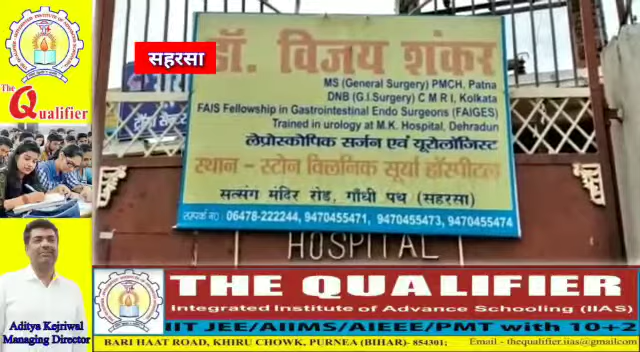 The
Qualifier
Aditya Kejriwal
Managing Director
सहरसा
डॉ. विजय शंकर
MS (General Surgery) PMCH, Patna
DNB (G.I.Surgery) C M R I, Kolkata
FAIS Fellowship in Gastrointestinal Endo Surgeons (FAIGES)
Trained in urology at M.K. Hospital, Dehradun
लेप्रोस्कोपिक सर्जन एवं यूरोलॉजिस्ट
स्थान - स्टोन क्लिनिक सूर्या हॉस्पीटल
सत्संग मंदिर रोड, गाँधी पथ (सहरसा)
सम्पर्क नं० : 06478-222244, 9470455471, 9470455473, 9470455474
HOSPITAL
THE QUALIFIER
Integrated Institute of Advance Schooling (IIAS)
IIT JEE/AIIMS/AIEEE/PMT with 10+2
BARI HAAT ROAD, KHIRU CHOWK, PURNEA (BIHAR)- 854301; Email - thequalifier.iias@gmail.com